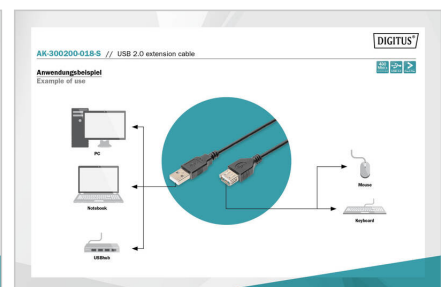 DIGITUS®
AK-300200-018-S // USB 2.0 extension cable
Anwendungsbeispiel
Example of use
PC
Notebook
USBhub
Mouse
Keyboard